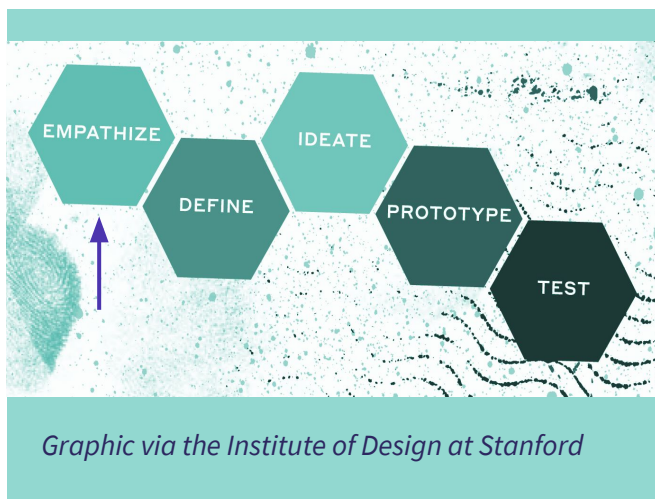 EMPATHIZE
DEFINE
IDEATE
PROTOTYPE
TEST
Graphic via the Institute of Design at Stanford